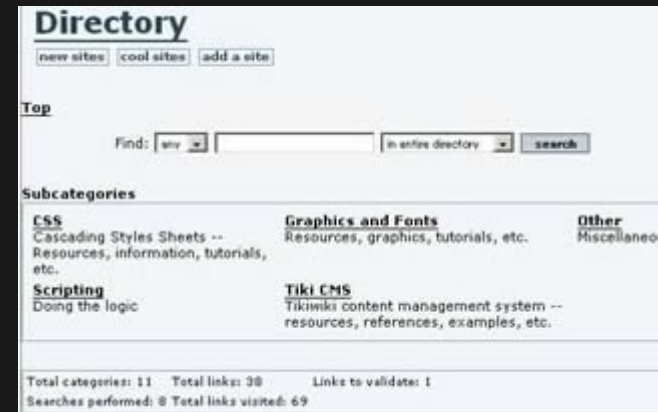 Directory
new sites cool sites add a site
Top
Find: any in entire directory search
Subcategories
CSS
Cascading Styles Sheets --
Resources, information, tutorials,
etc.
Graphics and Fonts
Resources, graphics, tutorials, etc.
Other
Miscellaneo
Scripting
Doing the logic
Tiki CMS
Tikiwiki content management system --
resources, references, examples, etc.
Total categories: 11 Total links: 38 Links to validate: 1
Searches performed: 8 Total links visited: 69